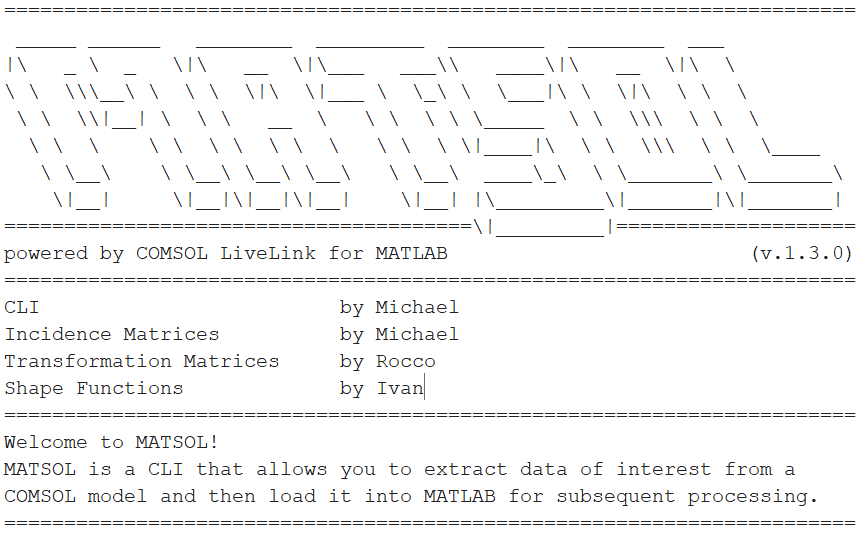 MATSOL
powered by COMSOL LiveLink for MATLAB (v.1.3.0)
CLI by Michael
Incidence Matrices by Michael
Transformation Matrices by Rocco
Shape Functions by Ivan
Welcome to MATSOL!
MATSOL is a CLI that allows you to extract data of interest from a
COMSOL model and then load it into MATLAB for subsequent processing.